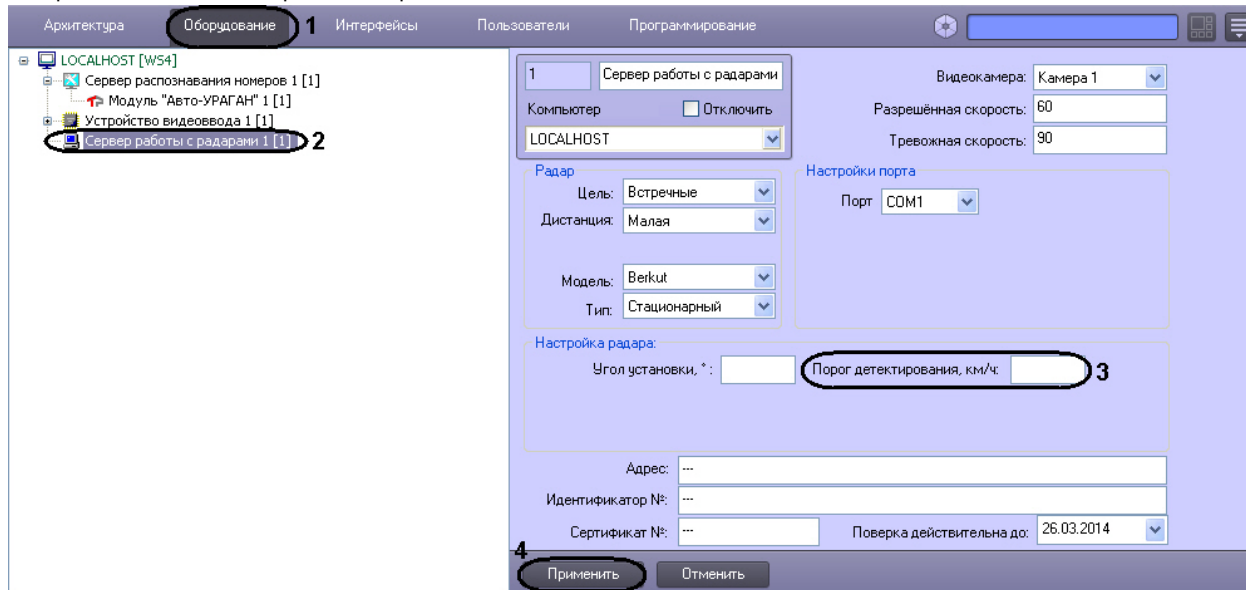 Архитектура Оборудование 1 Интерфейсы Пользователи Программирование
LOCALHOST [WS4]
Сервер распознавания номеров 1 [1]
Модуль "Авто-УРАГАН" 1 [1]
Устройство видеоввода 1 [1]
Сервер работы с радарами 1 [1] 2
1 Сервер работы с радарами
Компьютер Отключить
LOCALHOST
Видеокамера: Камера 1
Разрешённая скорость: 60
Тревожная скорость: 90
Радар
Цель: Встречные
Дистанция: Малая
Модель: Berkut
Тип: Стационарный
Настройки порта
Порт COM1
Настройка радара:
Угол установки, °: Порог детектирования, км/ч: 3
Адрес: ---
Идентификатор №: ---
Сертификат №: --- Поверка действительна до: 26.03.2014
4
Применить Отменить